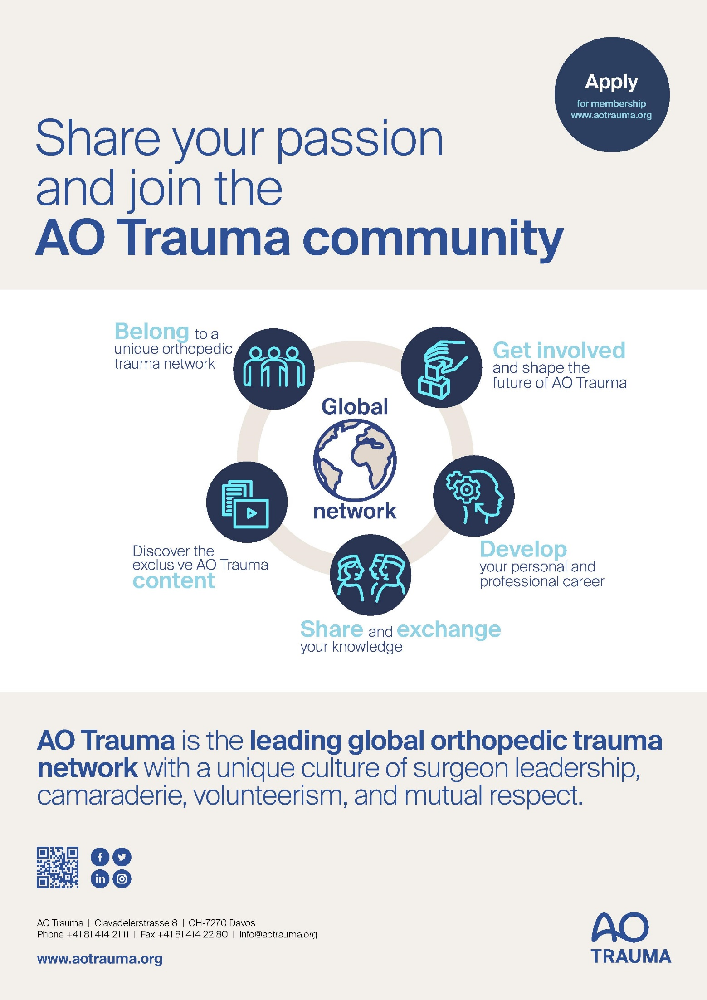 Apply
for membership
www.aotrauma.org
Share your passion
and join the
AO Trauma community
Belong to a
unique orthopedic
trauma network
Get involved
and shape the
future of AO Trauma
Global
network
Discover the
exclusive AO Trauma
content
Develop
your personal and
professional career
Share and exchange
your knowledge
AO Trauma is the leading global orthopedic trauma
network with a unique culture of surgeon leadership,
camaraderie, volunteerism, and mutual respect.
AO Trauma | Clavadelerstrasse 8 | CH-7270 Davos
Phone +41 81 414 21 11 | Fax +41 81 414 22 80 | info@aotrauma.org
www.aotrauma.org
AO
TRAUMA